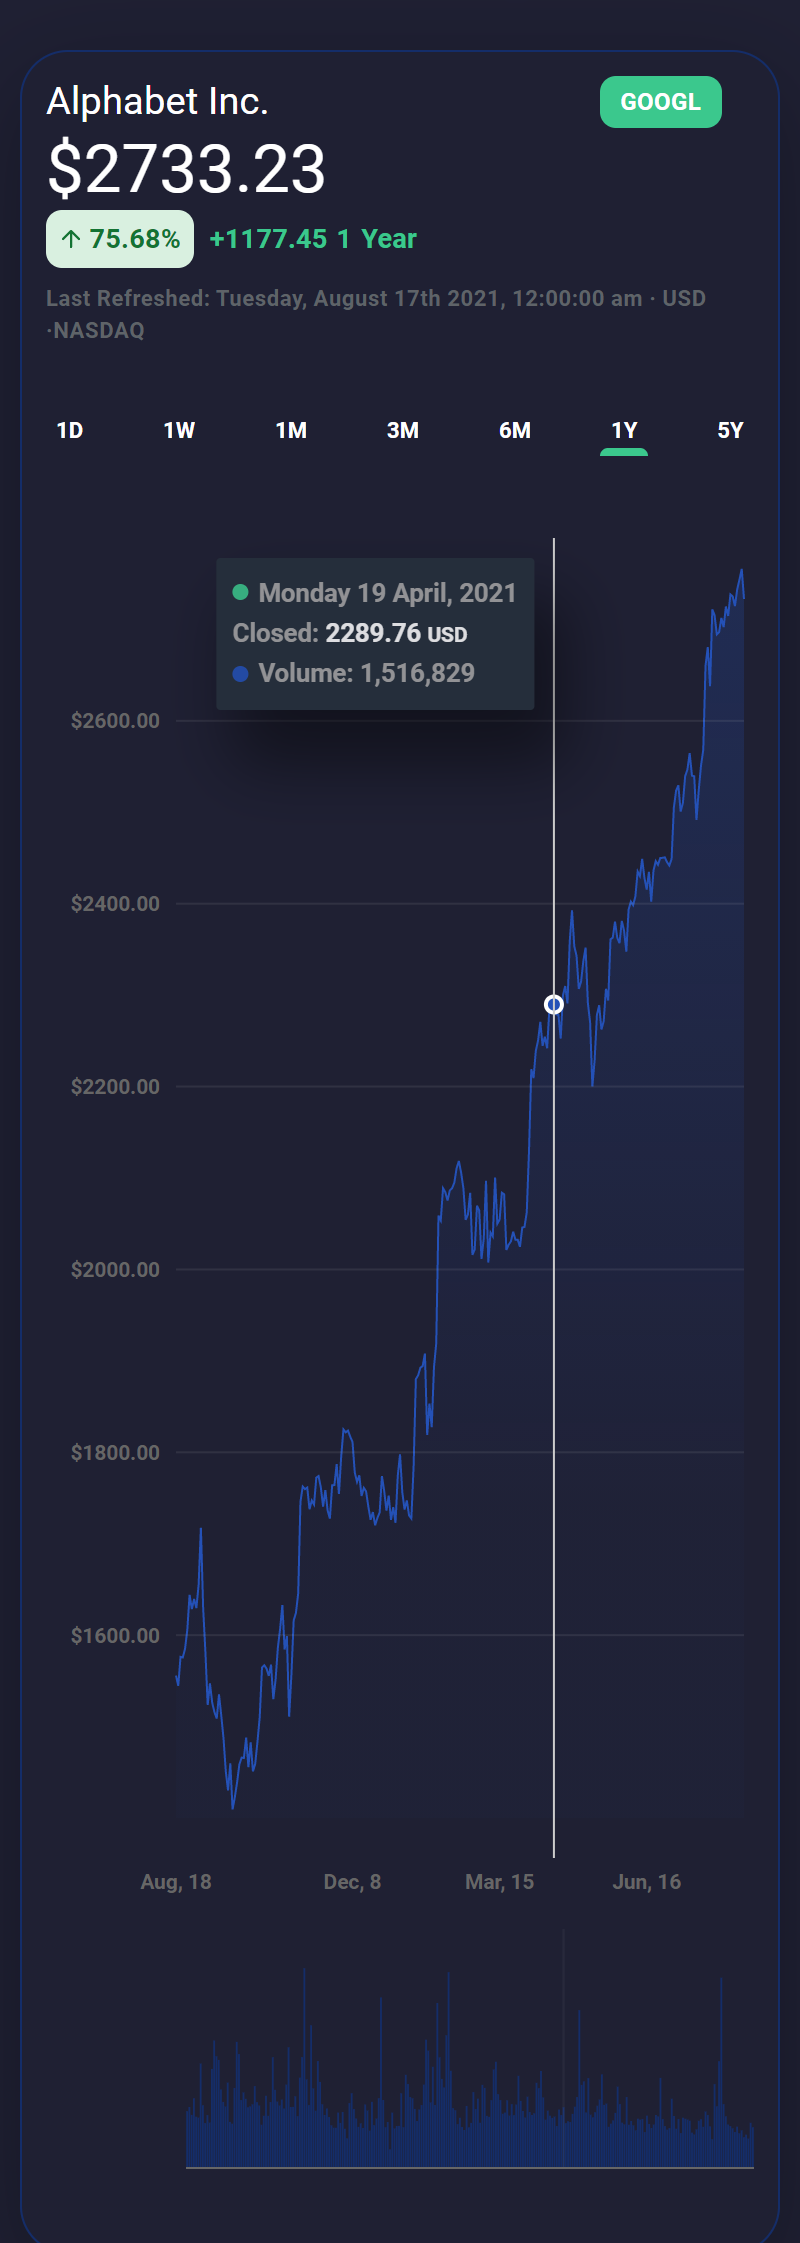 Alphabet Inc.
GOOGL
$2733.23
↑ 75.68% +1177.45 1 Year
Last Refreshed: Tuesday, August 17th 2021, 12:00:00 am · USD
·NASDAQ
1D 1W 1M 3M 6M 1Y 5Y
Monday 19 April, 2021
Closed: 2289.76 USD
Volume: 1,516,829
$2600.00
$2400.00
$2200.00
$2000.00
$1800.00
$1600.00
Aug, 18 Dec, 8 Mar, 15 Jun, 16